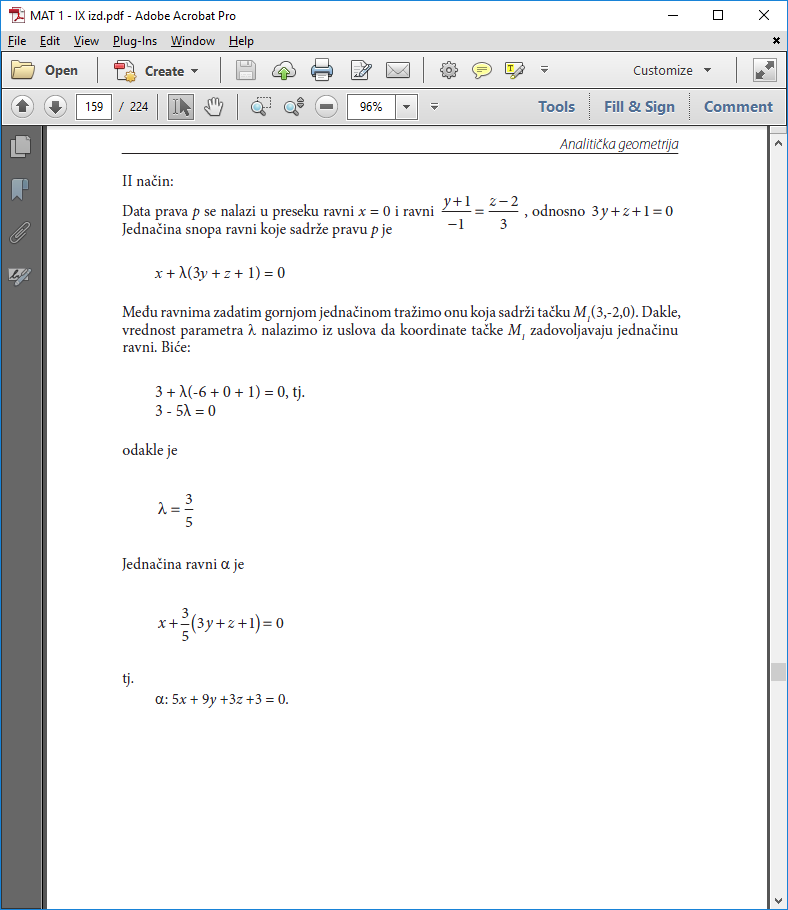 MAT 1 - IX izd.pdf - Adobe Acrobat Pro
File Edit View Plug-Ins Window Help
Open Create Customize
159 / 224 96% Tools Fill & Sign Comment
Analitička geometrija
II način:
Data prava p se nalazi u preseku ravni x = 0 i ravni (y+1)/(−1) = (z−2)/3 , odnosno 3y+z+1=0
Jednačina snopa ravni koje sadrže pravu p je
x + λ(3y + z + 1) = 0
Među ravnima zadatim gornjom jednačinom tražimo onu koja sadrži tačku M₁(3,-2,0). Dakle,
vrednost parametra λ nalazimo iz uslova da koordinate tačke M₁ zadovoljavaju jednačinu
ravni. Biće:
3 + λ(-6 + 0 + 1) = 0, tj.
3 - 5λ = 0
odakle je
λ = 3/5
Jednačina ravni α je
x + 3/5 (3y + z + 1) = 0
tj.
α: 5x + 9y +3z +3 = 0.